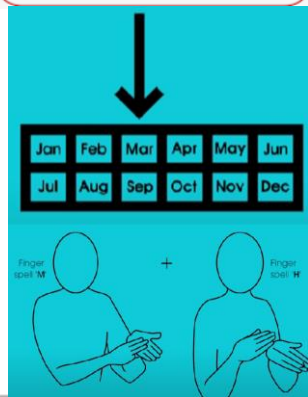 Jan Feb Mar Apr May Jun
Jul Aug Sep Oct Nov Dec
Finger spell 'M'
+
Finger spell 'H'